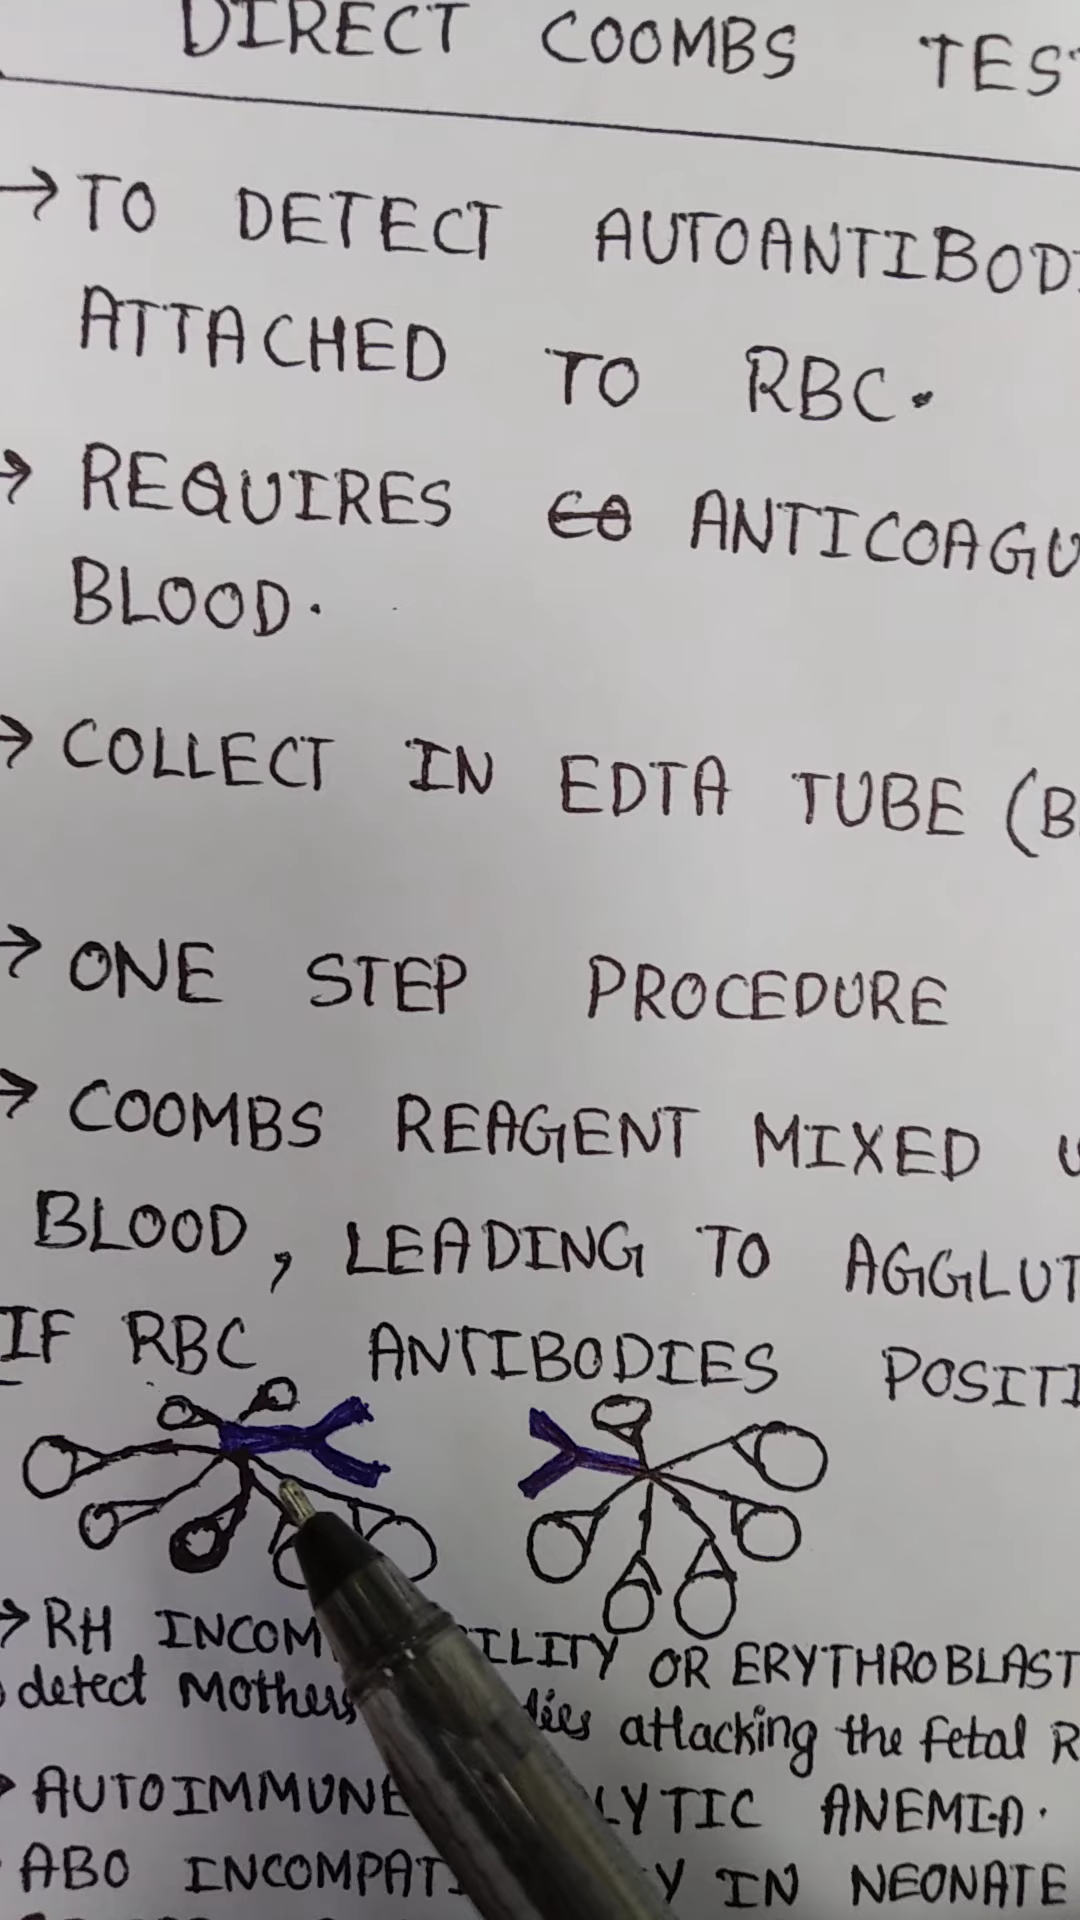 DIRECT COOMBS TES
→ TO DETECT AUTOANTIBOD
ATTACHED TO RBC.
→ REQUIRES ANTICOAGU
BLOOD.
→ COLLECT IN EDTA TUBE (B
→ ONE STEP PROCEDURE
→ COOMBS REAGENT MIXED
BLOOD, LEADING TO AGGLUT
IF RBC ANTIBODIES POSITI
→ RH INCOM ILITY OR ERYTHROBLAST
detect Mothers dies attacking the fetal R
→ AUTOIMMUNE LYTIC ANEMIA.
ABO INCOMPAT Y IN NEONATE